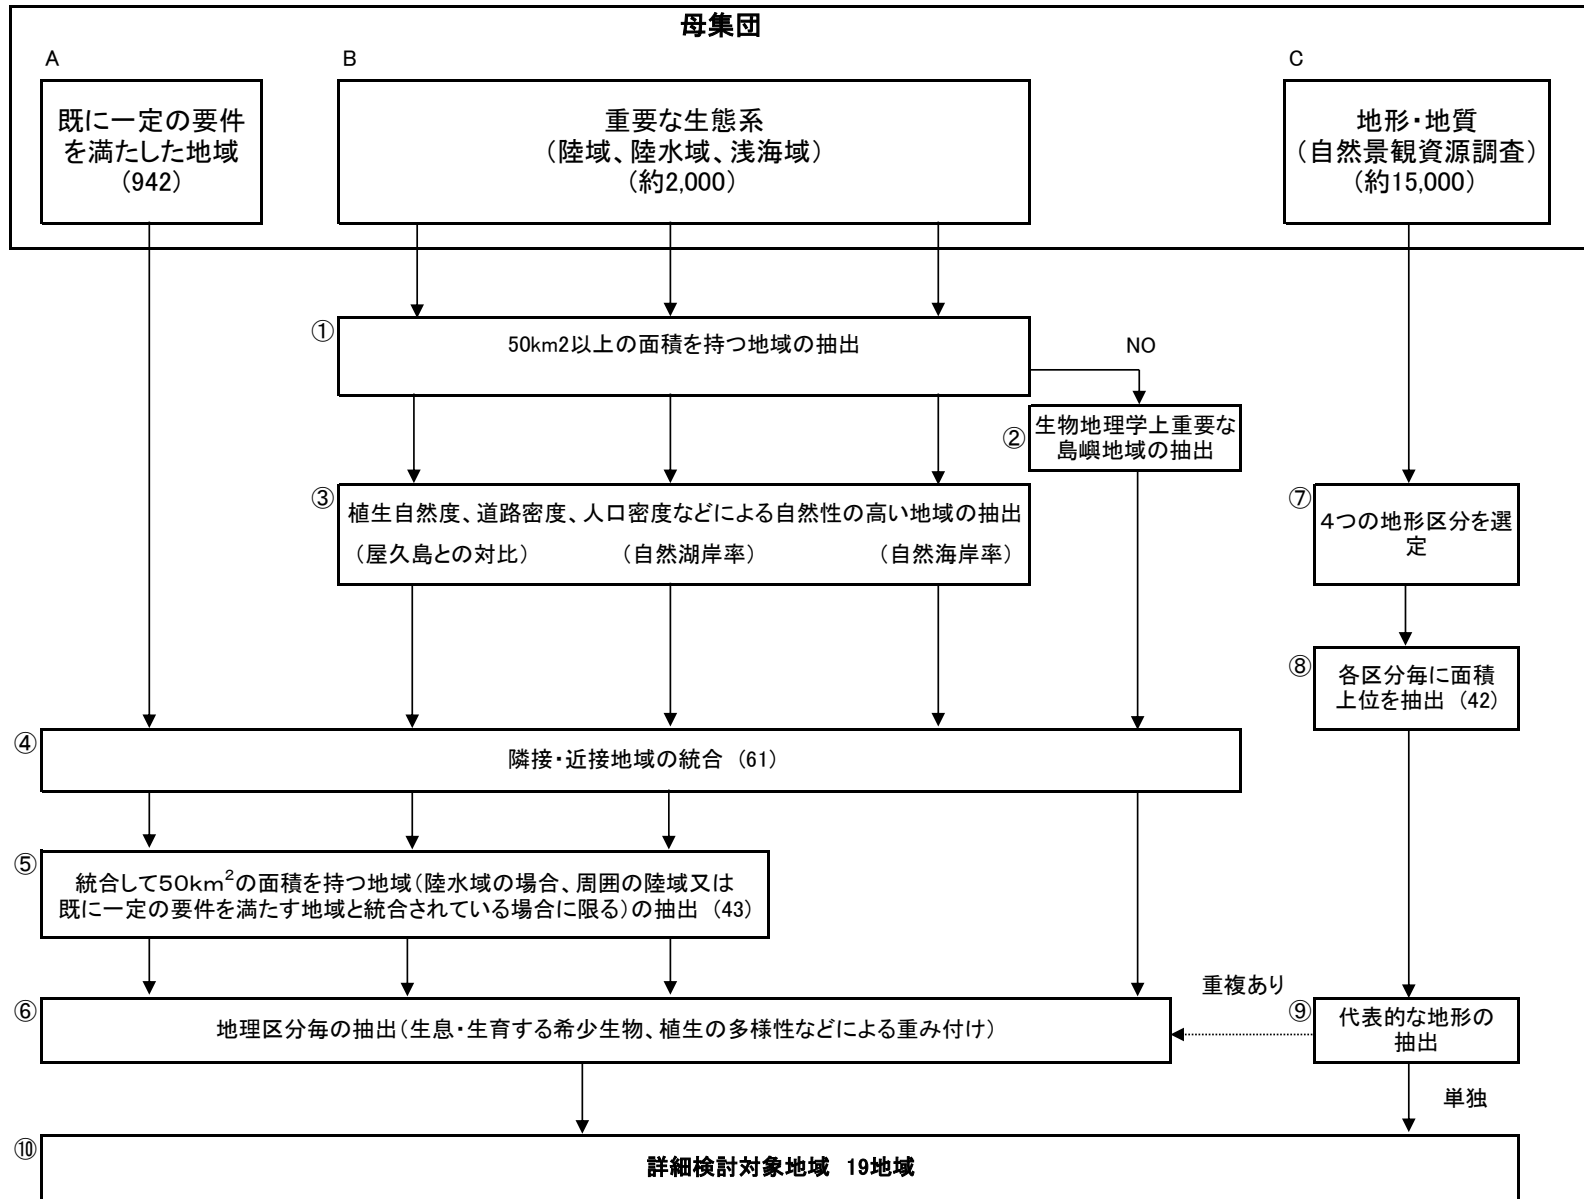 母集団
A
既に一定の要件
を満たした地域
(942)
B
重要な生態系
(陸域、陸水域、浅海域)
(約2,000)
C
地形・地質
(自然景観資源調査)
(約15,000)
①
50km2以上の面積を持つ地域の抽出
NO
②
生物地理学上重要な
島嶼地域の抽出
③
植生自然度、道路密度、人口密度などによる自然性の高い地域の抽出
(屋久島との対比) (自然湖岸率) (自然海岸率)
⑦
4つの地形区分を選
定
⑧
各区分毎に面積
上位を抽出 (42)
④
隣接・近接地域の統合 (61)
⑤
統合して50km²の面積を持つ地域(陸水域の場合、周囲の陸域又は
既に一定の要件を満たす地域と統合されている場合に限る)の抽出 (43)
⑥
地理区分毎の抽出(生息・生育する希少生物、植生の多様性などによる重み付け)
重複あり
⑨
代表的な地形の
抽出
単独
⑩
詳細検討対象地域 19地域